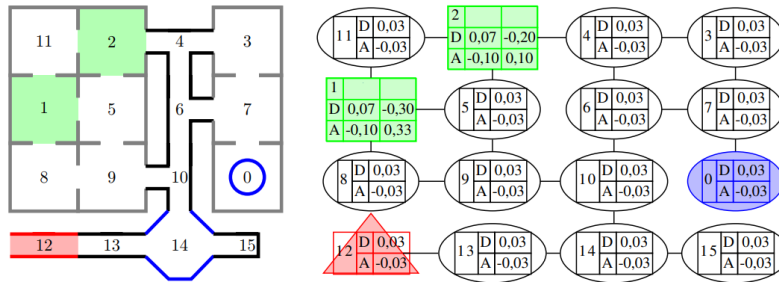 11 2 4 3
1 5 6 7
8 9 10 0
12 13 14 15
11 D 0,03
A -0,03
2
D 0,07 -0,20
A -0,10 0,10
4 D 0,03
A -0,03
3 D 0,03
A -0,03
1
D 0,07 -0,30
A -0,10 0,33
5 D 0,03
A -0,03
6 D 0,03
A -0,03
7 D 0,03
A -0,03
8 D 0,03
A -0,03
9 D 0,03
A -0,03
10 D 0,03
A -0,03
0 D 0,03
A -0,03
12 D 0,03
A -0,03
13 D 0,03
A -0,03
14 D 0,03
A -0,03
15 D 0,03
A -0,03